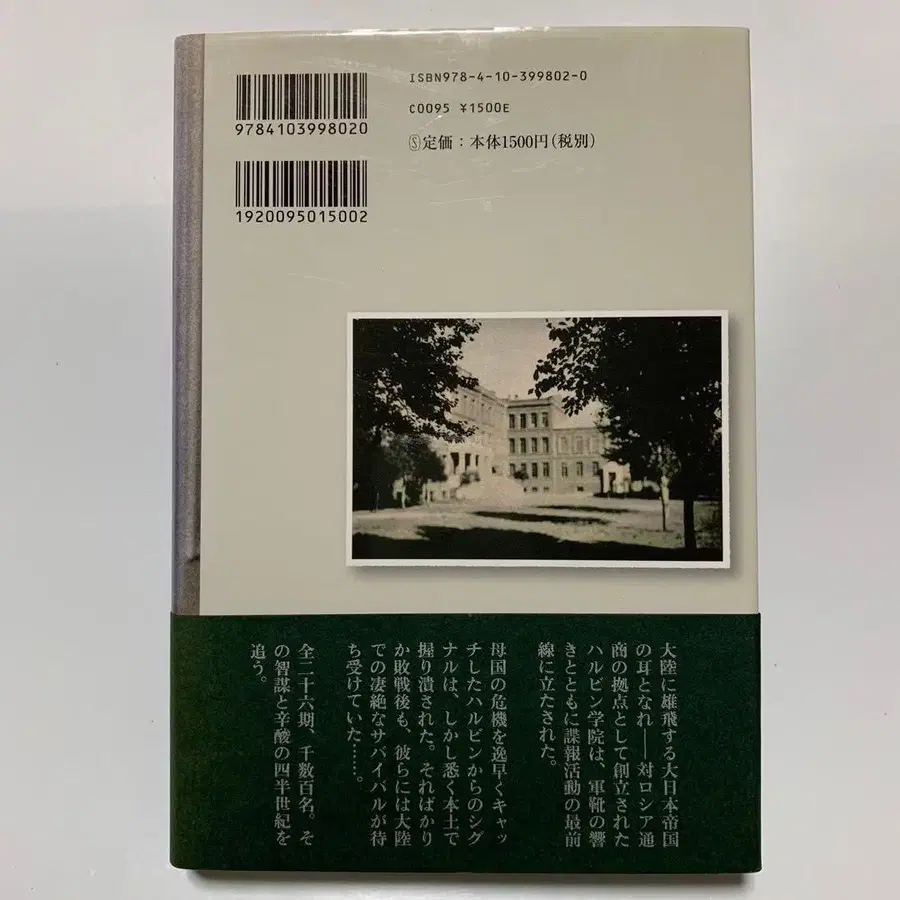 ISBN978-4-10-399802-0
C0095 ¥1500E
Ⓢ定価：本体1500円（税別）
9784103998020
1920095015002
大陸に雄飛する大日本帝国
の耳となれ――対ロシア通
商の拠点として創立された
ハルビン学院は、軍靴の響
きとともに諜報活動の最前
線に立たされた。
母国の危機を逸早くキャッ
チしたハルビンからのシグ
ナルは、しかし悉く本土で
握り潰された。そればかり
か敗戦後も、彼らには大陸
での凄絶なサバイバルが待
ち受けていた……。
全二十六期、千数百名。そ
の智謀と辛酸の四半世紀を
追う。